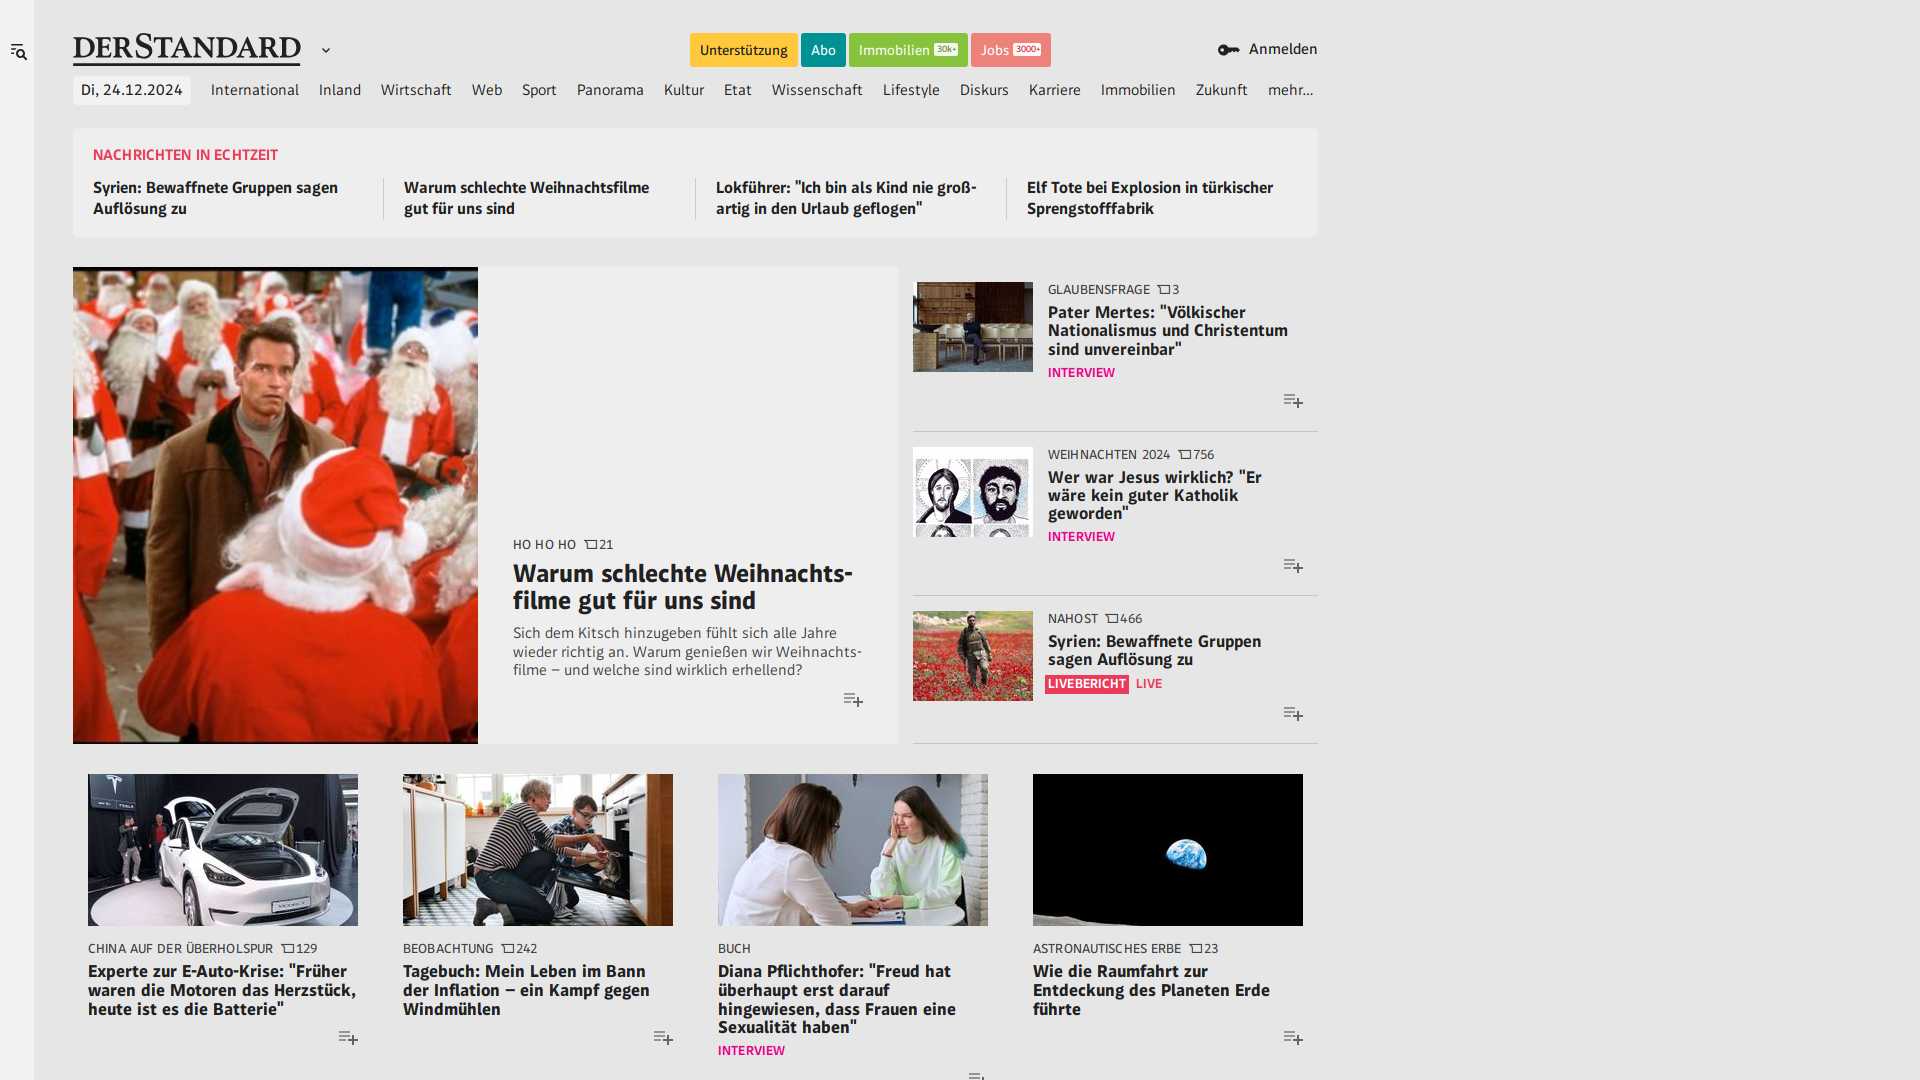 DERSTANDARD
Unterstützung
Abo
Immobilien 30k+
Jobs 3000+
Anmelden
Di, 24.12.2024
International
Inland
Wirtschaft
Web
Sport
Panorama
Kultur
Etat
Wissenschaft
Lifestyle
Diskurs
Karriere
Immobilien
Zukunft
mehr...
NACHRICHTEN IN ECHTZEIT
Syrien: Bewaffnete Gruppen sagen
Auflösung zu
Warum schlechte Weihnachtsfilme
gut für uns sind
Lokführer: "Ich bin als Kind nie groß-
artig in den Urlaub geflogen"
Elf Tote bei Explosion in türkischer
Sprengstofffabrik
HO HO HO 21
Warum schlechte Weihnachts-
filme gut für uns sind
Sich dem Kitsch hinzugeben fühlt sich alle Jahre
wieder richtig an. Warum genießen wir Weihnachts-
filme – und welche sind wirklich erhellend?
GLAUBENSFRAGE 3
Pater Mertes: "Völkischer
Nationalismus und Christentum
sind unvereinbar"
INTERVIEW
WEIHNACHTEN 2024 756
Wer war Jesus wirklich? "Er
wäre kein guter Katholik
geworden"
INTERVIEW
NAHOST 466
Syrien: Bewaffnete Gruppen
sagen Auflösung zu
LIVEBERICHT LIVE
CHINA AUF DER ÜBERHOLSPUR 129
Experte zur E-Auto-Krise: "Früher
waren die Motoren das Herzstück,
heute ist es die Batterie"
BEOBACHTUNG 242
Tagebuch: Mein Leben im Bann
der Inflation – ein Kampf gegen
Windmühlen
BUCH
Diana Pflichthofer: "Freud hat
überhaupt erst darauf
hingewiesen, dass Frauen eine
Sexualität haben"
INTERVIEW
ASTRONAUTISCHES ERBE 23
Wie die Raumfahrt zur
Entdeckung des Planeten Erde
führte